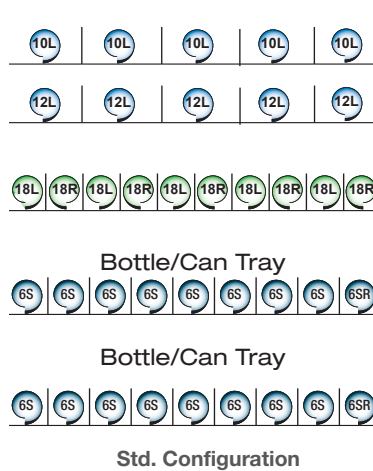 10L 10L 10L 10L 10L
12L 12L 12L 12L 12L
18L 18R 18L 18R 18L 18R 18L 18R 18L 18R
Bottle/Can Tray
6S 6S 6S 6S 6S 6S 6S 6S 6SR
Bottle/Can Tray
6S 6S 6S 6S 6S 6S 6S 6S 6SR
Std. Configuration